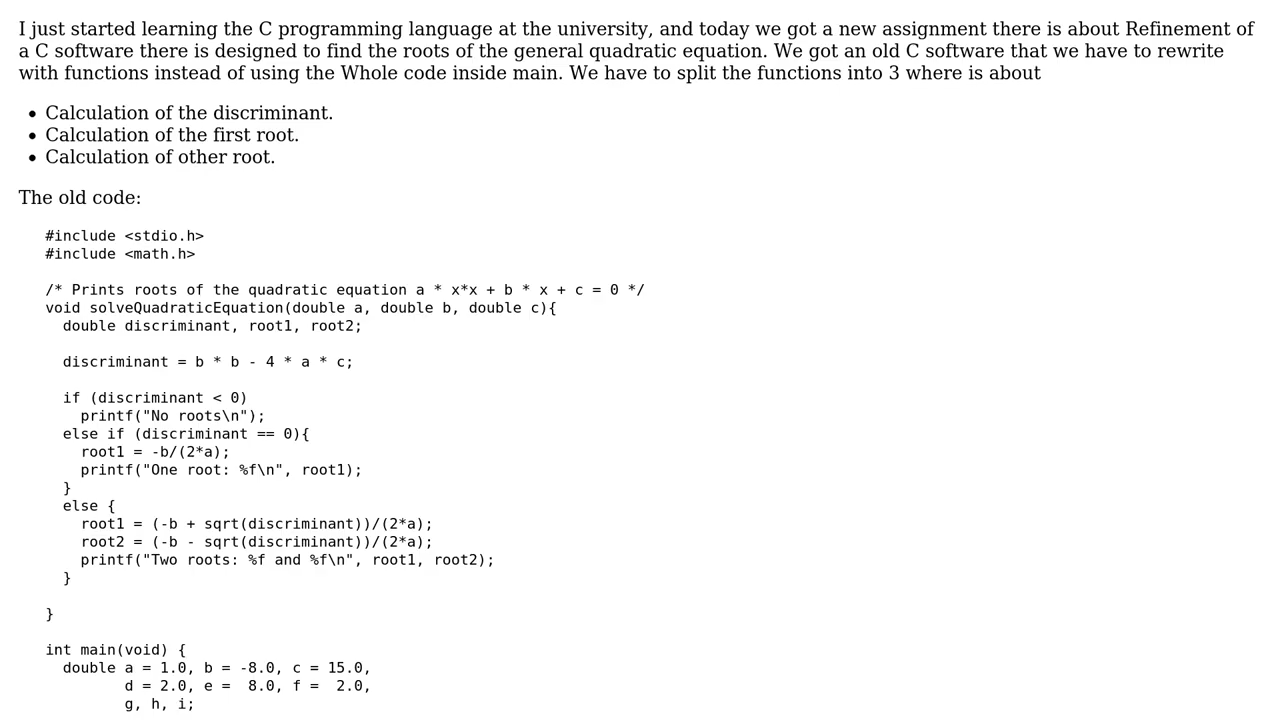 I just started learning the C programming language at the university, and today we got a new assignment there is about Refinement of
a C software there is designed to find the roots of the general quadratic equation. We got an old C software that we have to rewrite
with functions instead of using the Whole code inside main. We have to split the functions into 3 where is about
• Calculation of the discriminant.
• Calculation of the first root.
• Calculation of other root.
The old code:
#include <stdio.h>
#include <math.h>
/* Prints roots of the quadratic equation a * x*x + b * x + c = 0 */
void solveQuadraticEquation(double a, double b, double c){
  double discriminant, root1, root2;
  discriminant = b * b - 4 * a * c;
  if (discriminant < 0)
    printf("No roots\n");
  else if (discriminant == 0){
    root1 = -b/(2*a);
    printf("One root: %f\n", root1);
  }
  else {
    root1 = (-b + sqrt(discriminant))/(2*a);
    root2 = (-b - sqrt(discriminant))/(2*a);
    printf("Two roots: %f and %f\n", root1, root2);
  }
}
int main(void) {
  double a = 1.0, b = -8.0, c = 15.0,
         d = 2.0, e =  8.0, f =  2.0,
         g, h, i;